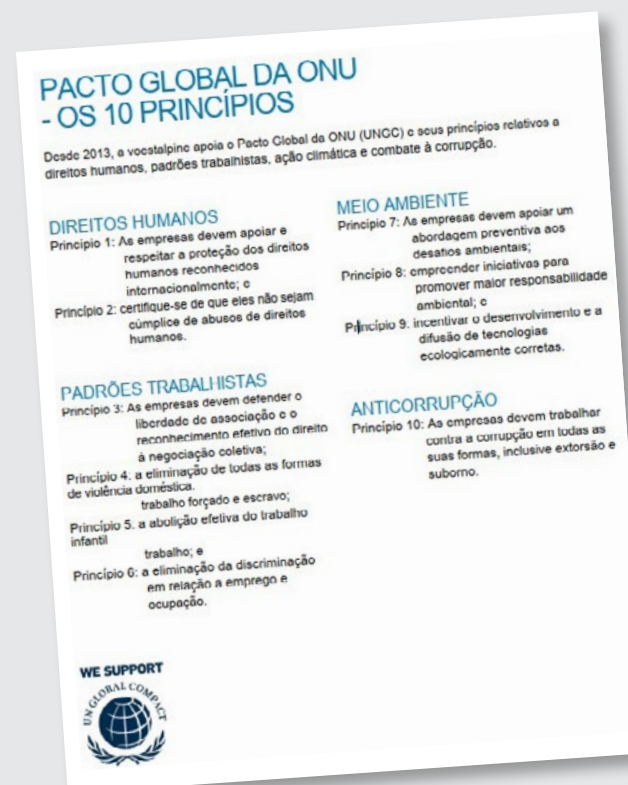 PACTO GLOBAL DA ONU
- OS 10 PRINCÍPIOS
Desde 2013, a voestalpine apoia o Pacto Global da ONU (UNGC) e seus princípios relativos a
direitos humanos, padrões trabalhistas, ação climática e combate à corrupção.
DIREITOS HUMANOS
Princípio 1: As empresas devem apoiar e
respeitar a proteção dos direitos
humanos reconhecidos
internacionalmente; e
Princípio 2: certifique-se de que eles não sejam
cúmplice de abusos de direitos
humanos.
PADRÕES TRABALHISTAS
Princípio 3: As empresas devem defender o
liberdade de associação e o
reconhecimento efetivo do direito
à negociação coletiva;
Princípio 4. a eliminação de todas as formas
de violência doméstica.
trabalho forçado e escravo;
Princípio 5. a abolição efetiva do trabalho
infantil
trabalho; e
Princípio 6: a eliminação da discriminação
em relação a emprego e
ocupação.
MEIO AMBIENTE
Princípio 7: As empresas devem apoiar um
abordagem preventiva aos
desafios ambientais;
Princípio 8: empreender iniciativas para
promover maior responsabilidade
ambiental; e
Princípio 9. incentivar o desenvolvimento e a
difusão de tecnologias
ecologicamente corretas.
ANTICORRUPÇÃO
Princípio 10: As empresas devem trabalhar
contra a corrupção em todas as
suas formas, inclusive extorsão e
suborno.
WE SUPPORT
UN GLOBAL COMPACT